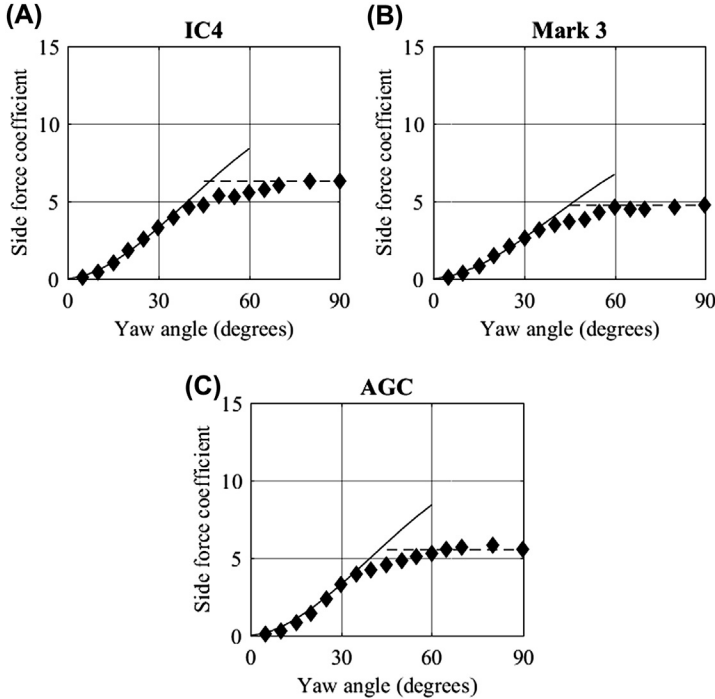 (A)
IC4
15
10
5
0
Side force coefficient
0 30 60 90
Yaw angle (degrees)
(B)
Mark 3
15
10
5
0
Side force coefficient
0 30 60 90
Yaw angle (degrees)
(C)
AGC
15
10
5
0
Side force coefficient
0 30 60 90
Yaw angle (degrees)